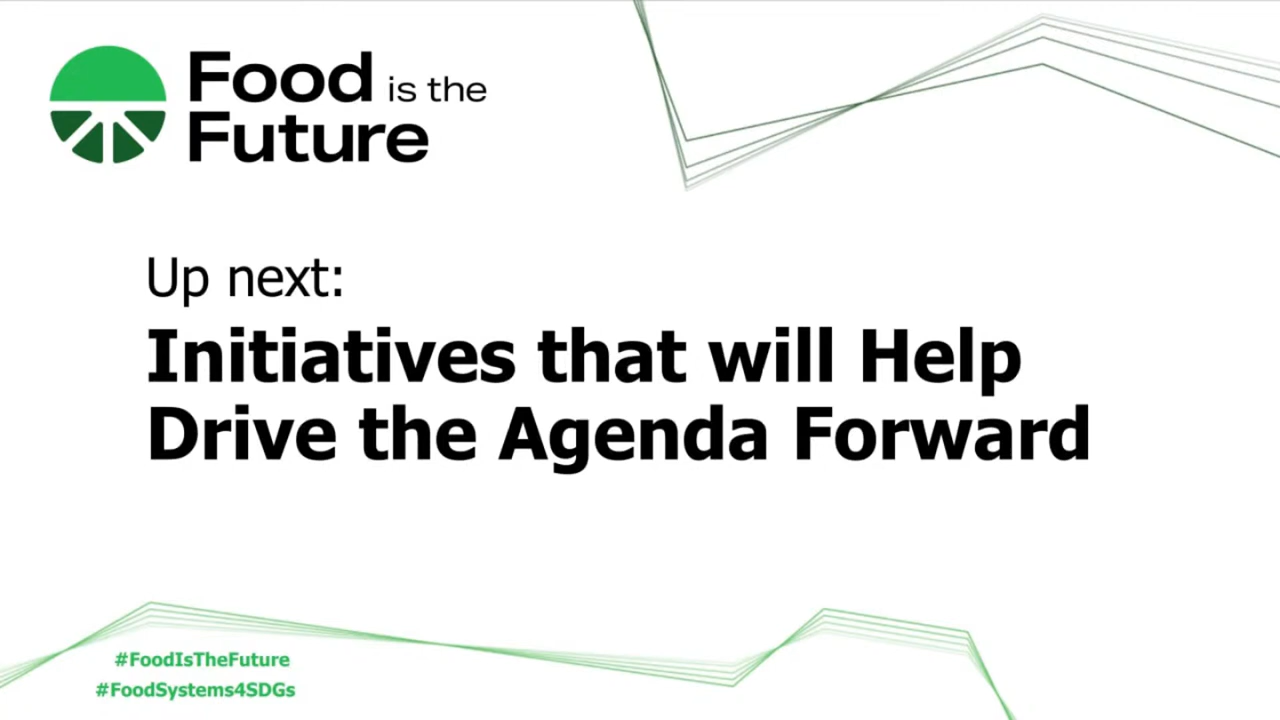 Food is the
Future
Up next:
Initiatives that will Help
Drive the Agenda Forward
#FoodIsTheFuture
#FoodSystems4SDGs